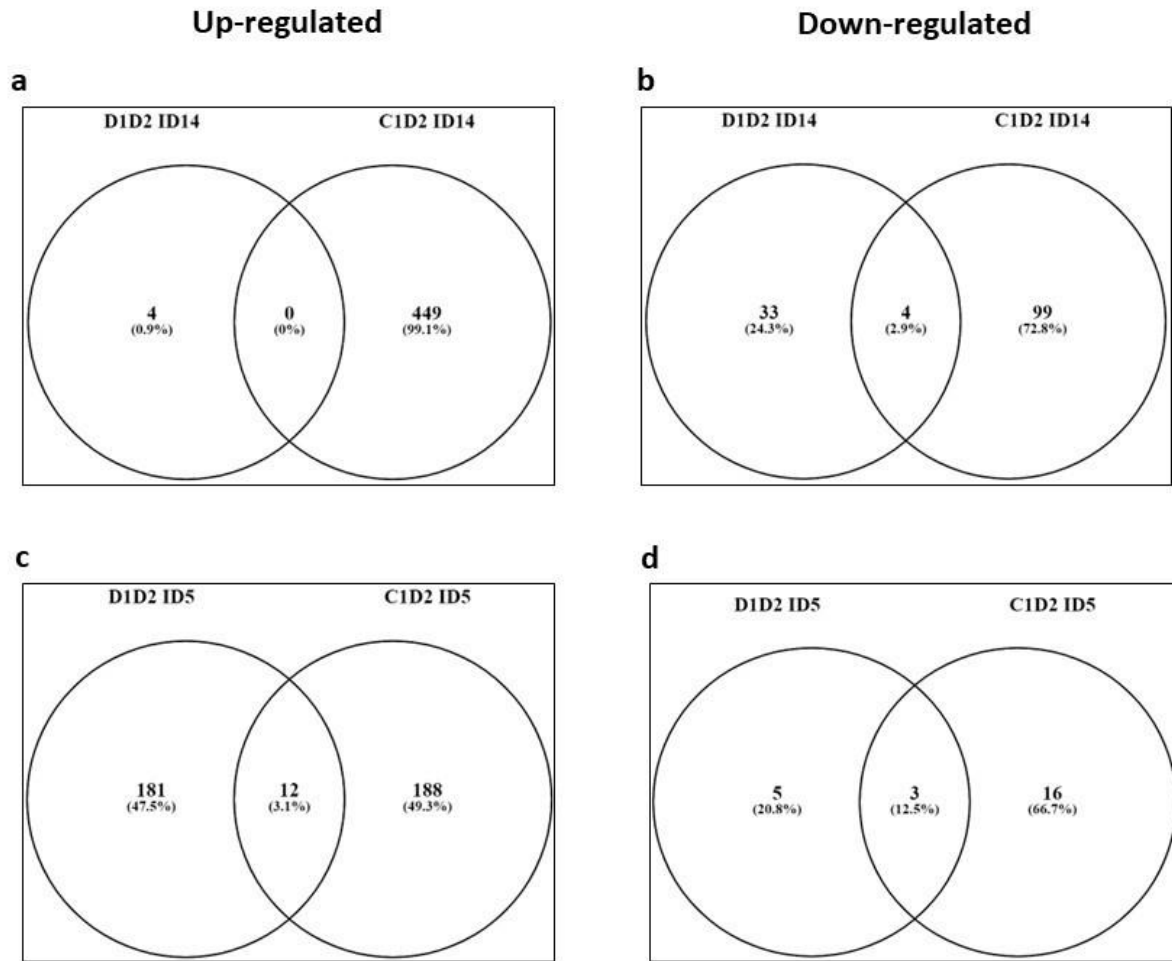 Up-regulated
Down-regulated
a
b
D1D2 ID14
C1D2 ID14
D1D2 ID14
C1D2 ID14
4
(0.9%)
0
(0%)
449
(99.1%)
33
(24.3%)
4
(2.9%)
99
(72.8%)
c
d
D1D2 ID5
C1D2 ID5
D1D2 ID5
C1D2 ID5
181
(47.5%)
12
(3.1%)
188
(49.3%)
5
(20.8%)
3
(12.5%)
16
(66.7%)